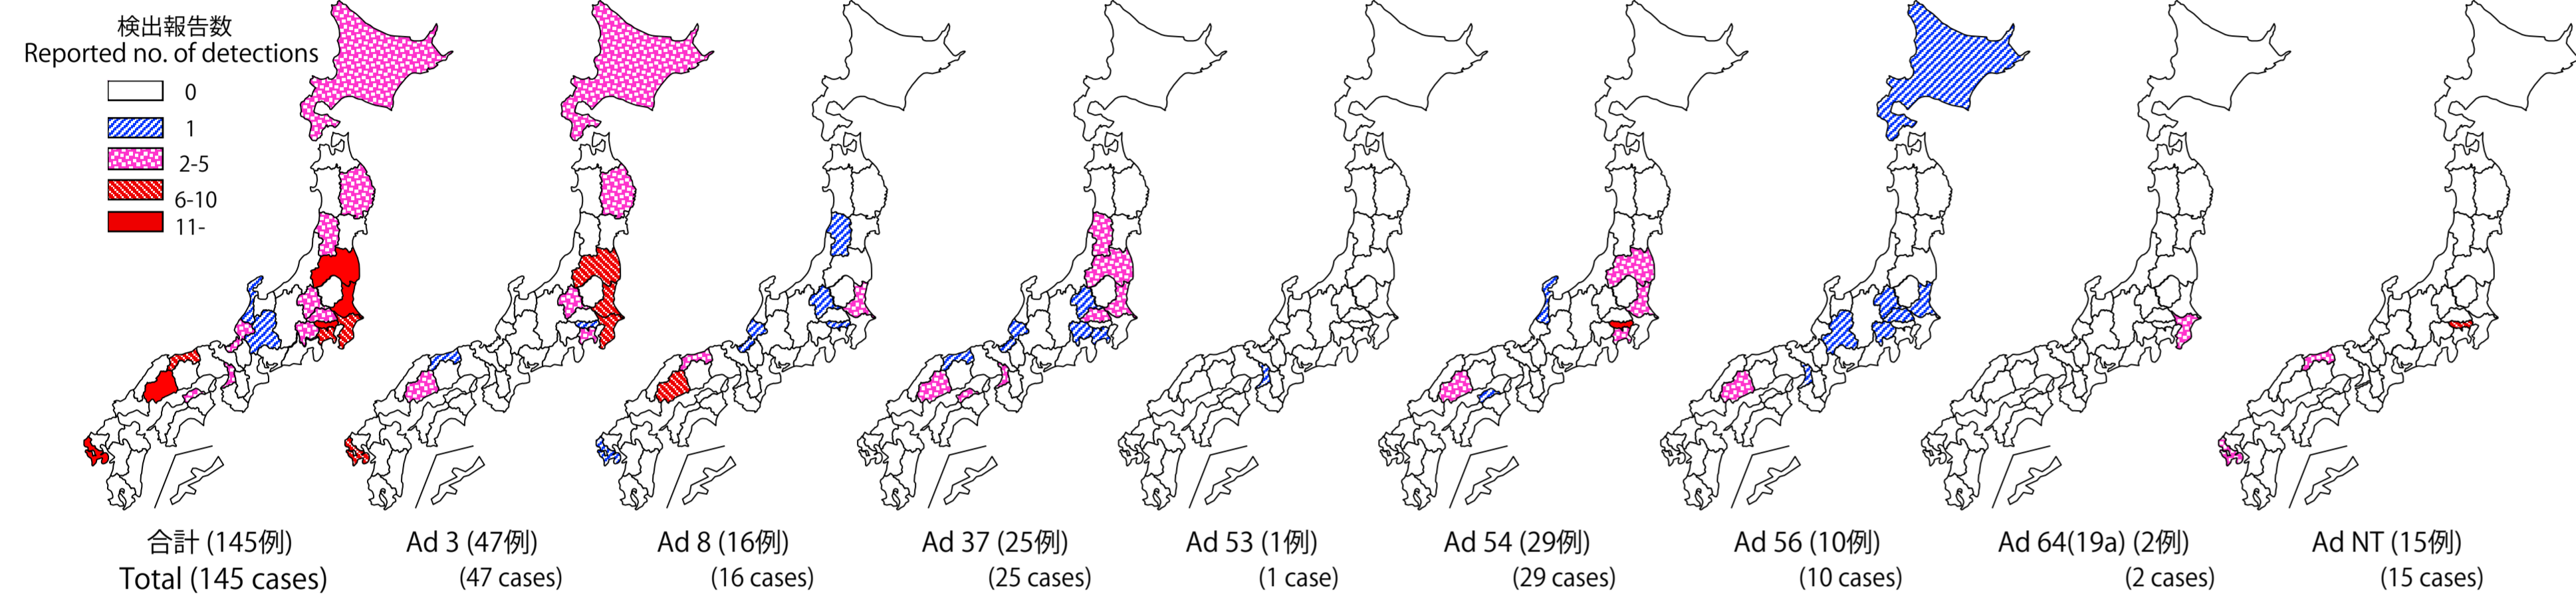 検出報告数
Reported no. of detections
0
1
2-5
6-10
11-
合計 (145例)
Total (145 cases)
Ad 3 (47例)
(47 cases)
Ad 8 (16例)
(16 cases)
Ad 37 (25例)
(25 cases)
Ad 53 (1例)
(1 case)
Ad 54 (29例)
(29 cases)
Ad 56 (10例)
(10 cases)
Ad 64(19a) (2例)
(2 cases)
Ad NT (15例)
(15 cases)